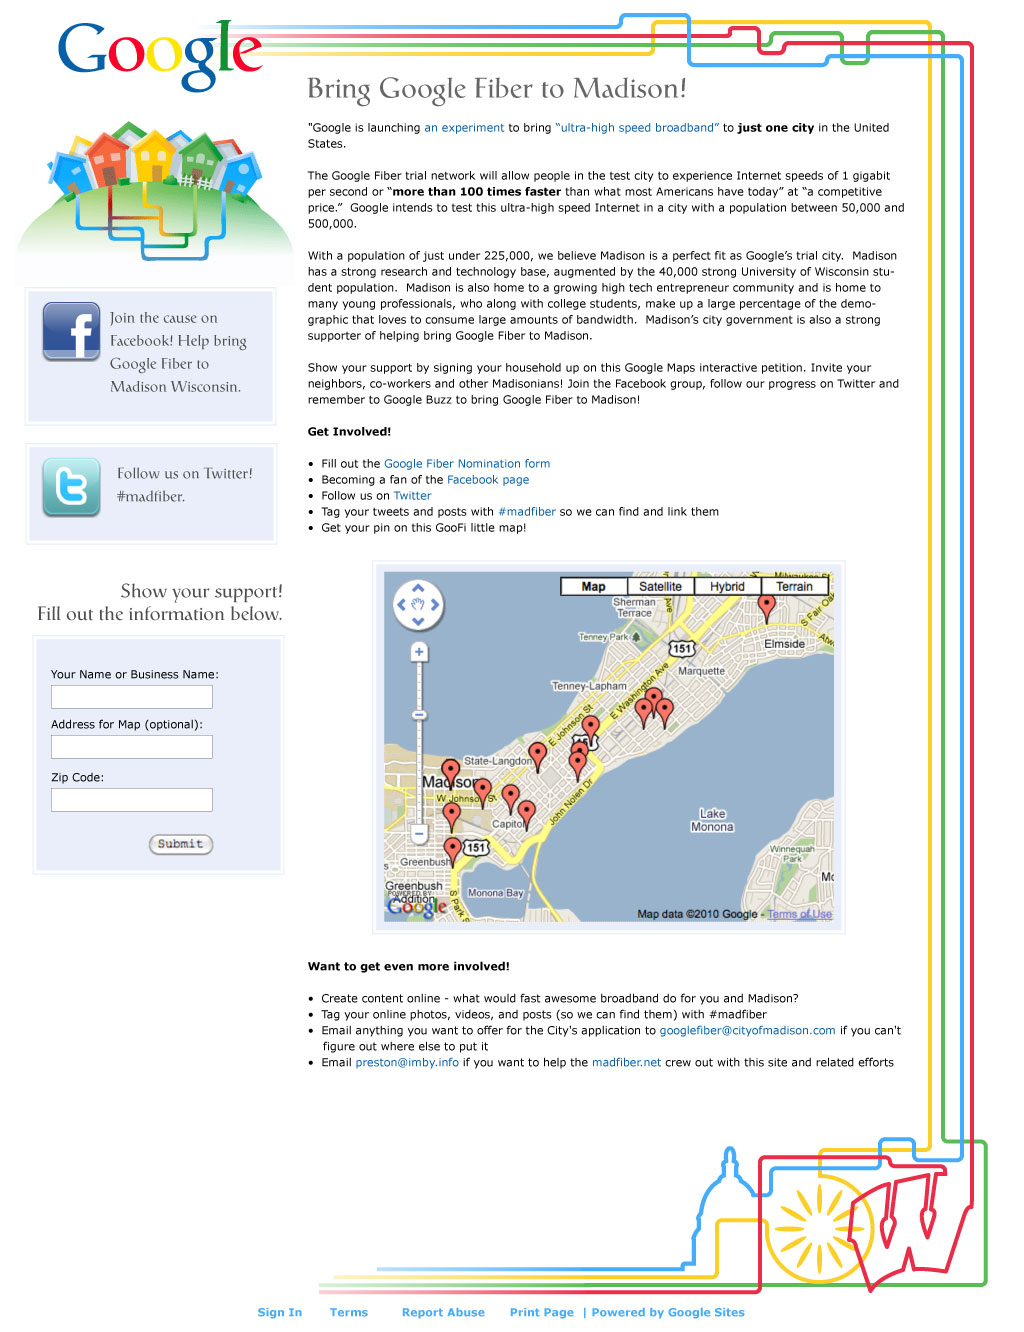 Google
Bring Google Fiber to Madison!
"Google is launching an experiment to bring “ultra-high speed broadband” to just one city in the United
States.
The Google Fiber trial network will allow people in the test city to experience Internet speeds of 1 gigabit
per second or “more than 100 times faster than what most Americans have today” at “a competitive
price.”  Google intends to test this ultra-high speed Internet in a city with a population between 50,000 and
500,000.
With a population of just under 225,000, we believe Madison is a perfect fit as Google’s trial city.  Madison
has a strong research and technology base, augmented by the 40,000 strong University of Wisconsin stu-
dent population.  Madison is also home to a growing high tech entrepreneur community and is home to
many young professionals, who along with college students, make up a large percentage of the demo-
graphic that loves to consume large amounts of bandwidth.  Madison’s city government is also a strong
supporter of helping bring Google Fiber to Madison.
Show your support by signing your household up on this Google Maps interactive petition. Invite your
neighbors, co-workers and other Madisonians! Join the Facebook group, follow our progress on Twitter and
remember to Google Buzz to bring Google Fiber to Madison!
Get Involved!
• Fill out the Google Fiber Nomination form
• Becoming a fan of the Facebook page
• Follow us on Twitter
• Tag your tweets and posts with #madfiber so we can find and link them
• Get your pin on this GooFi little map!
Join the cause on
Facebook! Help bring
Google Fiber to
Madison Wisconsin.
Follow us on Twitter!
#madfiber.
Show your support!
Fill out the information below.
Your Name or Business Name:
Address for Map (optional):
Zip Code:
Submit
Map Satellite Hybrid Terrain
Milwaukee
Sherman
Terrace
S Fair Oa
Tenney Park
151
Elmside
Atw
Marquette
Tenney-Lapham
E Washington Ave
E Johnson St
State-Langdon
Madison
W Johnson St
John Nolen Dr
Capitol
Lake
Monona
151
Greenbush
Winnequah
Park
Mo
Greenbush
Addition
Monona Bay
S Park S
POWERED BY
Google
Map data ©2010 Google - Terms of Use
Want to get even more involved!
• Create content online - what would fast awesome broadband do for you and Madison?
• Tag your online photos, videos, and posts (so we can find them) with #madfiber
• Email anything you want to offer for the City's application to googlefiber@cityofmadison.com if you can't
figure out where else to put it
• Email preston@imby.info if you want to help the madfiber.net crew out with this site and related efforts
W
Sign In Terms Report Abuse Print Page | Powered by Google Sites